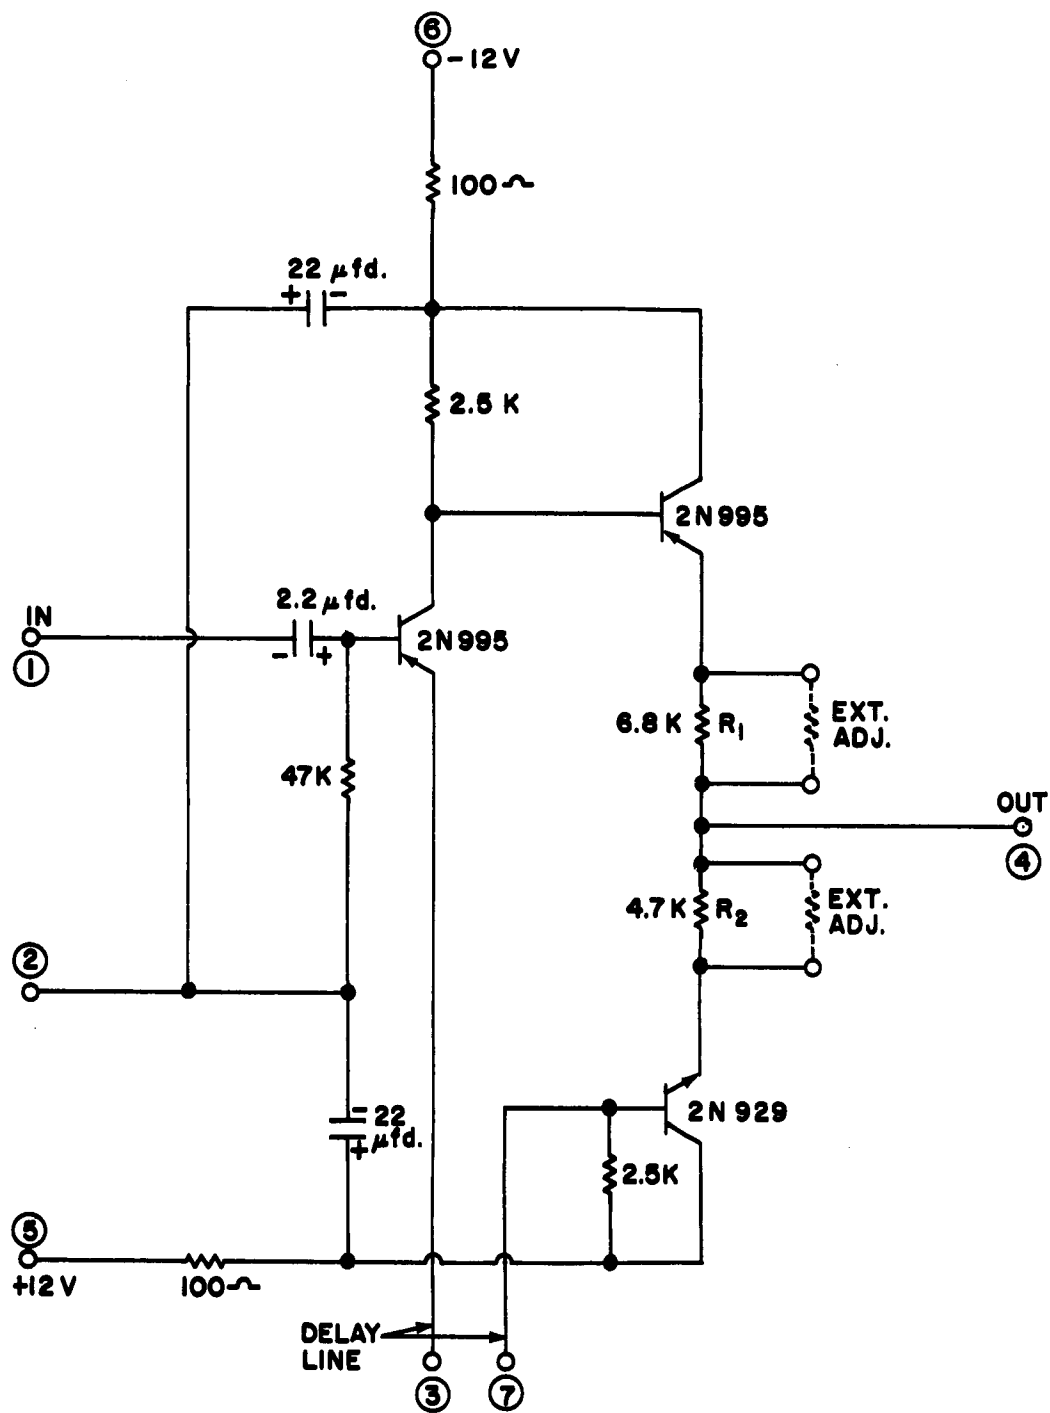 6
-12V
100
22 μfd.
+ -
2.5 K
2N995
2.2 μfd.
IN
- +
2N995
1
6.8K R1
EXT.
ADJ.
47K
OUT
4
4.7K R2
EXT.
ADJ.
2
- 22
+ μfd.
2N929
2.5K
5
+12V
100
DELAY
LINE
3
7